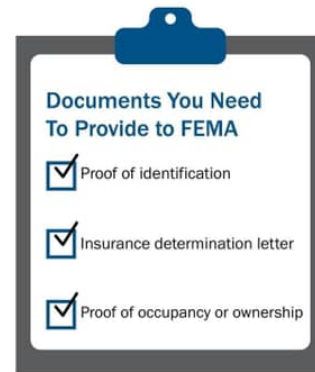 Documents You Need
To Provide to FEMA
Proof of identification
Insurance determination letter
Proof of occupancy or ownership